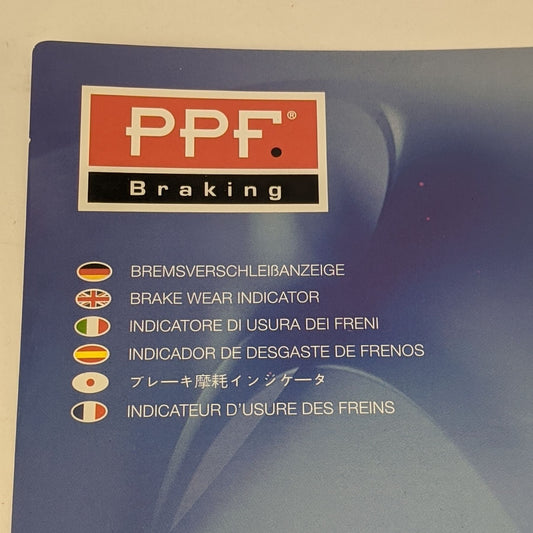 PPF.®
Braking
BREMSVERSCHLEIßANZEIGE
BRAKE WEAR INDICATOR
INDICATORE DI USURA DEI FRENI
INDICADOR DE DESGASTE DE FRENOS
ブレーキ摩耗インジケータ
INDICATEUR D'USURE DES FREINS